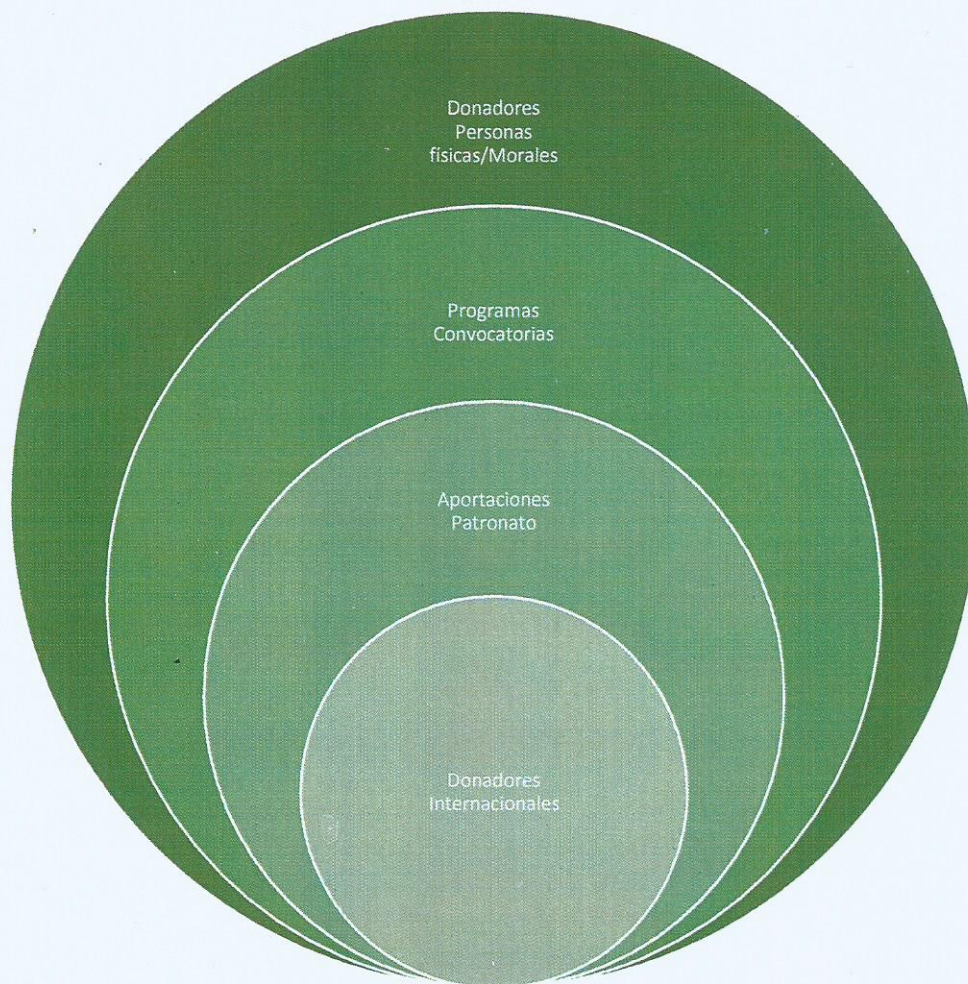 Donadores
Personas
físicas/Morales
Programas
Convocatorias
Aportaciones
Patronato
Donadores
Internacionales